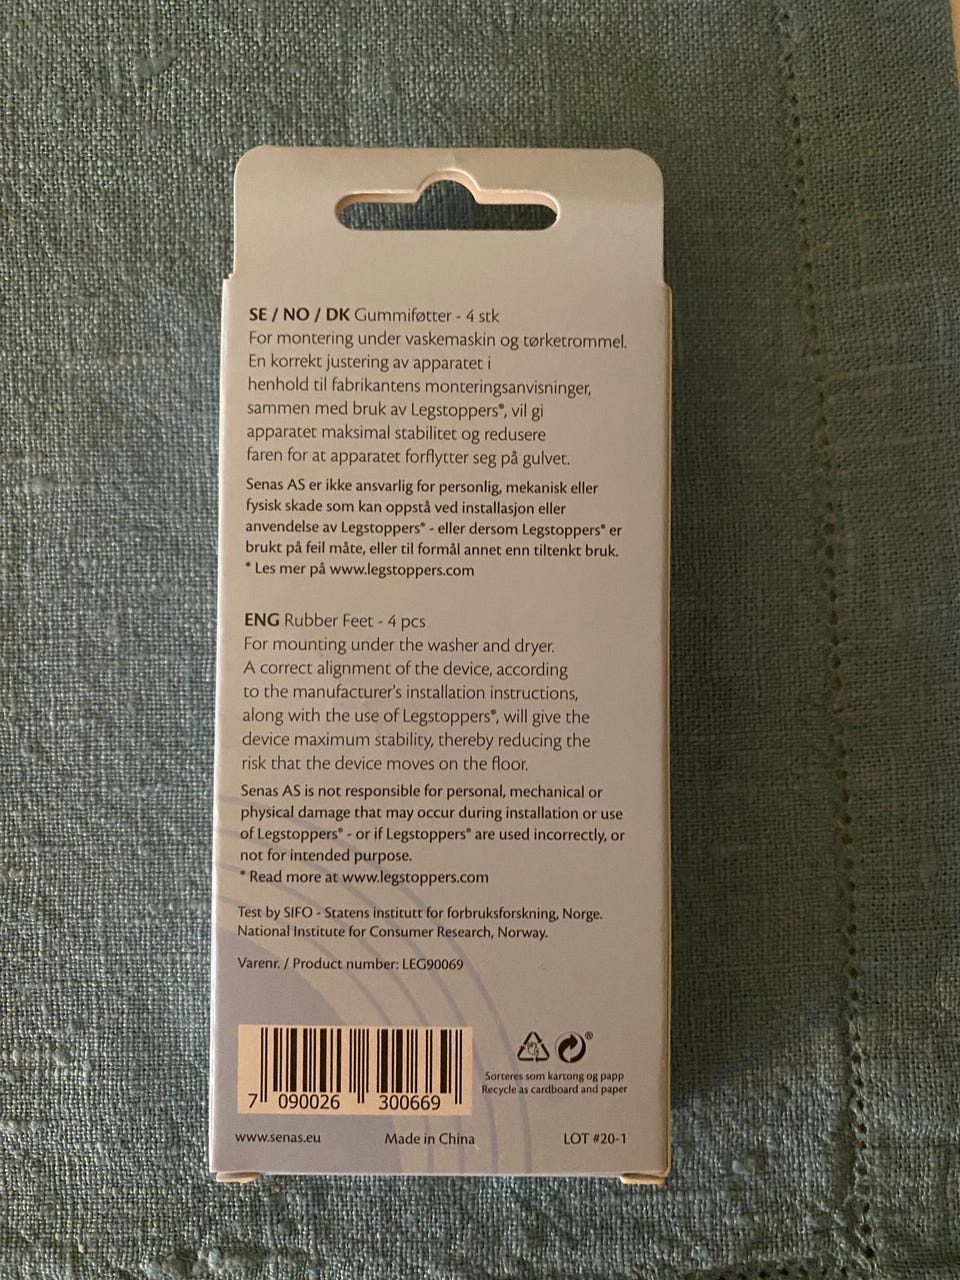 SE / NO / DK Gummiføtter - 4 stk
For montering under vaskemaskin og tørketrommel.
En korrekt justering av apparatet i
henhold til fabrikantens monteringsanvisninger,
sammen med bruk av Legstoppers®, vil gi
apparatet maksimal stabilitet og redusere
faren for at apparatet forflytter seg på gulvet.
Senas AS er ikke ansvarlig for personlig, mekanisk eller
fysisk skade som kan oppstå ved installasjon eller
anvendelse av Legstoppers® - eller dersom Legstoppers® er
brukt på feil måte, eller til formål annet enn tiltenkt bruk.
* Les mer på www.legstoppers.com
ENG Rubber Feet - 4 pcs
For mounting under the washer and dryer.
A correct alignment of the device, according
to the manufacturer's installation instructions,
along with the use of Legstoppers®, will give the
device maximum stability, thereby reducing the
risk that the device moves on the floor.
Senas AS is not responsible for personal, mechanical or
physical damage that may occur during installation or use
of Legstoppers® - or if Legstoppers® are used incorrectly, or
not for intended purpose.
* Read more at www.legstoppers.com
Test by SIFO - Statens institutt for forbruksforskning, Norge.
National Institute for Consumer Research, Norway.
Varenr. / Product number: LEG90069
7 090026 300669
®
Sorteres som kartong og papp
Recycle as cardboard and paper
www.senas.eu Made in China LOT #20-1